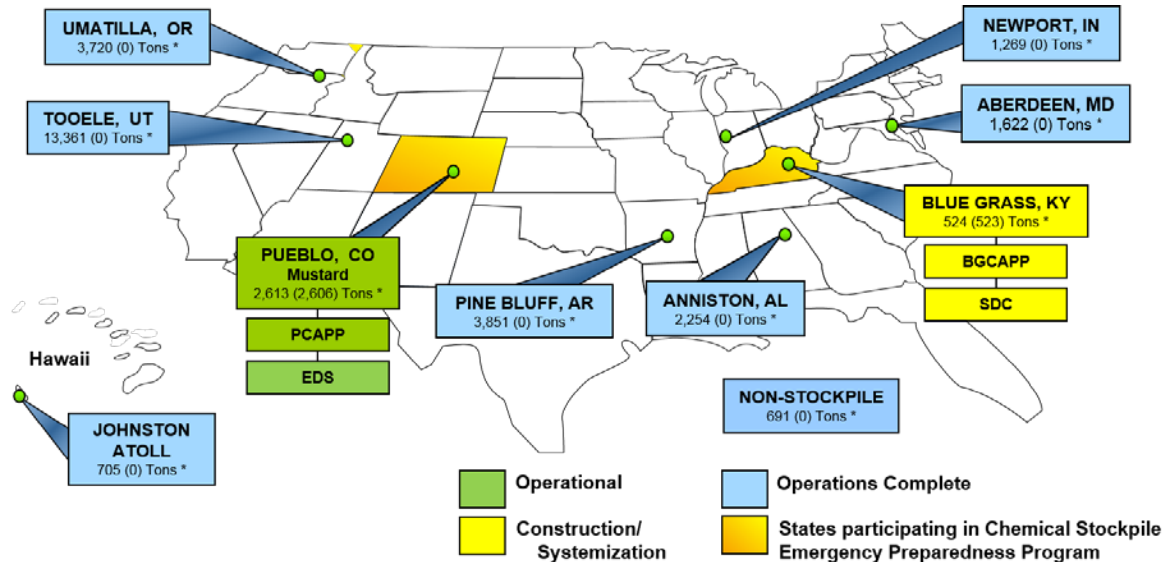 UMATILLA, OR
3,720 (0) Tons *
NEWPORT, IN
1,269 (0) Tons *
TOOELE, UT
13,361 (0) Tons *
ABERDEEN, MD
1,622 (0) Tons *
BLUE GRASS, KY
524 (523) Tons *
BGCAPP
SDC
PUEBLO, CO
Mustard
2,613 (2,606) Tons *
PCAPP
EDS
PINE BLUFF, AR
3,851 (0) Tons *
ANNISTON, AL
2,254 (0) Tons *
Hawaii
NON-STOCKPILE
691 (0) Tons *
JOHNSTON
ATOLL
705 (0) Tons *
Operational
Operations Complete
Construction/
Systemization
States participating in Chemical Stockpile
Emergency Preparedness Program